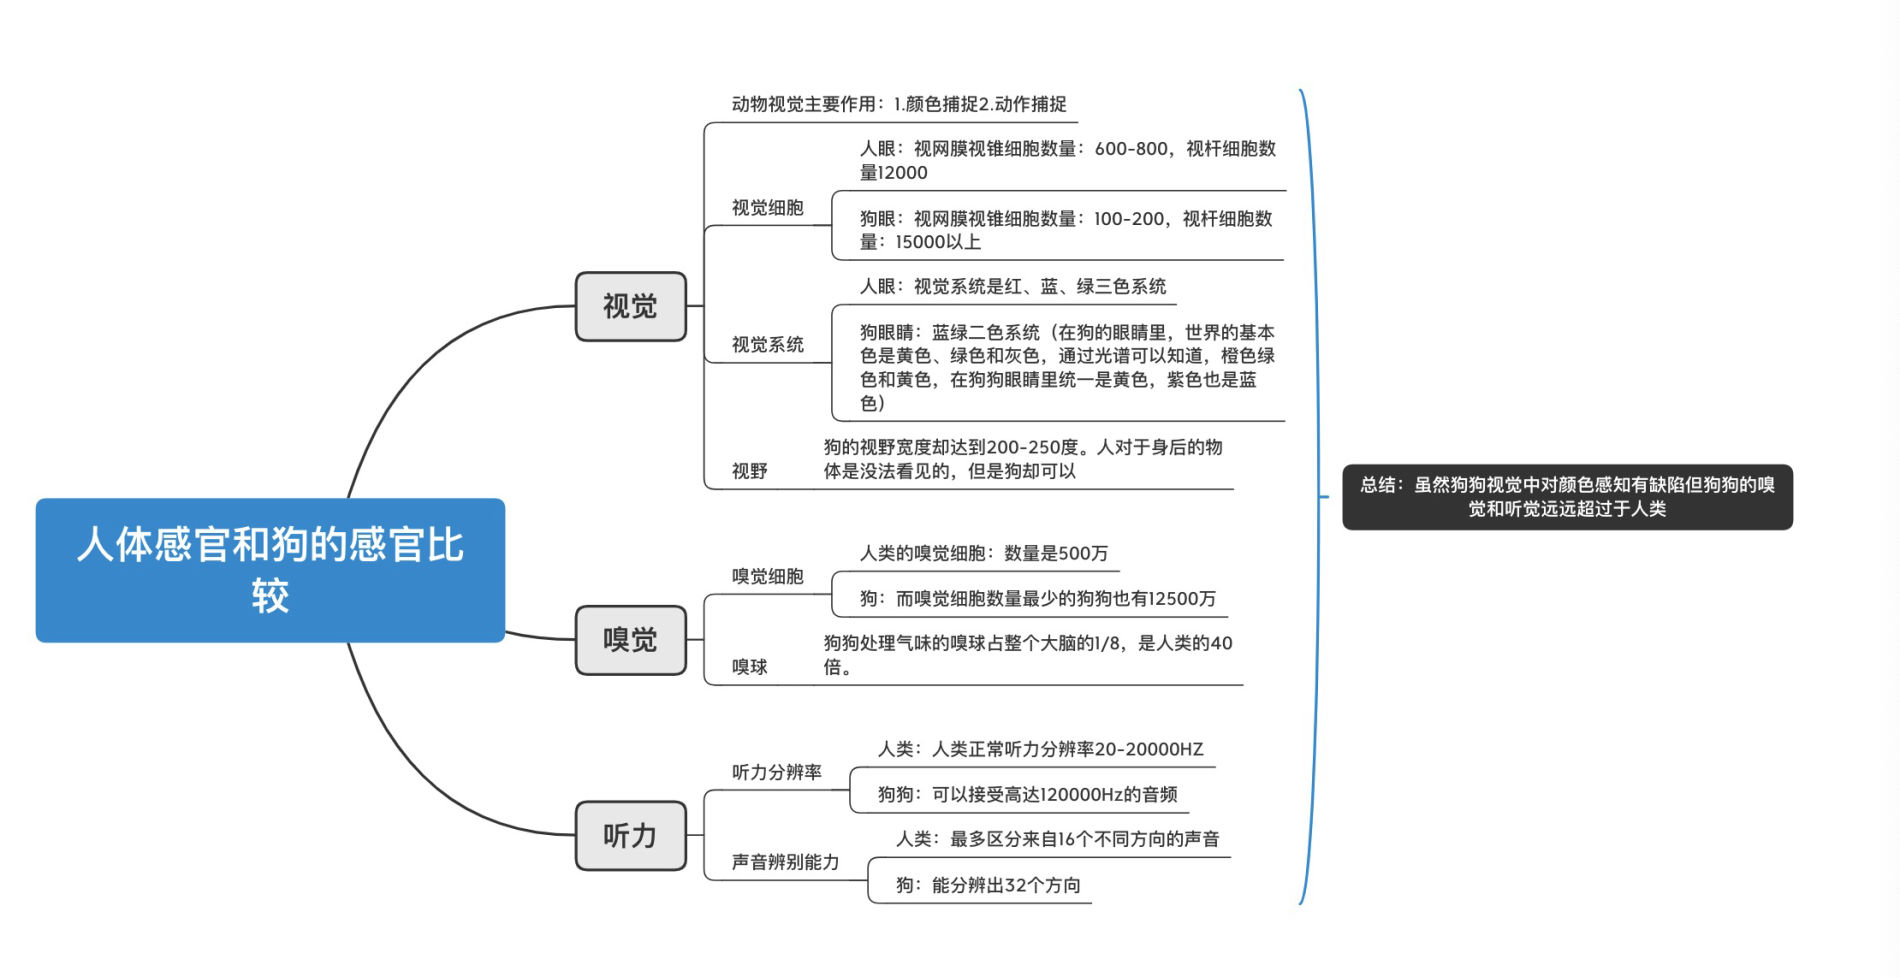 人体感官和狗的感官比
较
视觉
动物视觉主要作用：1.颜色捕捉2.动作捕捉
视觉细胞
人眼：视网膜视锥细胞数量：600-800，视杆细胞数
量12000
狗眼：视网膜视锥细胞数量：100-200，视杆细胞数
量：15000以上
视觉系统
人眼：视觉系统是红、蓝、绿三色系统
狗眼睛：蓝绿二色系统（在狗的眼睛里，世界的基本
色是黄色、绿色和灰色，通过光谱可以知道，橙色绿
色和黄色，在狗狗眼睛里统一是黄色，紫色也是蓝
色）
视野
狗的视野宽度却达到200-250度。人对于身后的物
体是没法看见的，但是狗却可以
嗅觉
嗅觉细胞
人类的嗅觉细胞：数量是500万
狗：而嗅觉细胞数量最少的狗狗也有12500万
嗅球
狗狗处理气味的嗅球占整个大脑的1/8，是人类的40
倍。
听力
听力分辨率
人类：人类正常听力分辨率20-20000HZ
狗狗：可以接受高达120000Hz的音频
声音辨别能力
人类：最多区分来自16个不同方向的声音
狗：能分辨出32个方向
总结：虽然狗狗视觉中对颜色感知有缺陷但狗狗的嗅
觉和听觉远远超过于人类